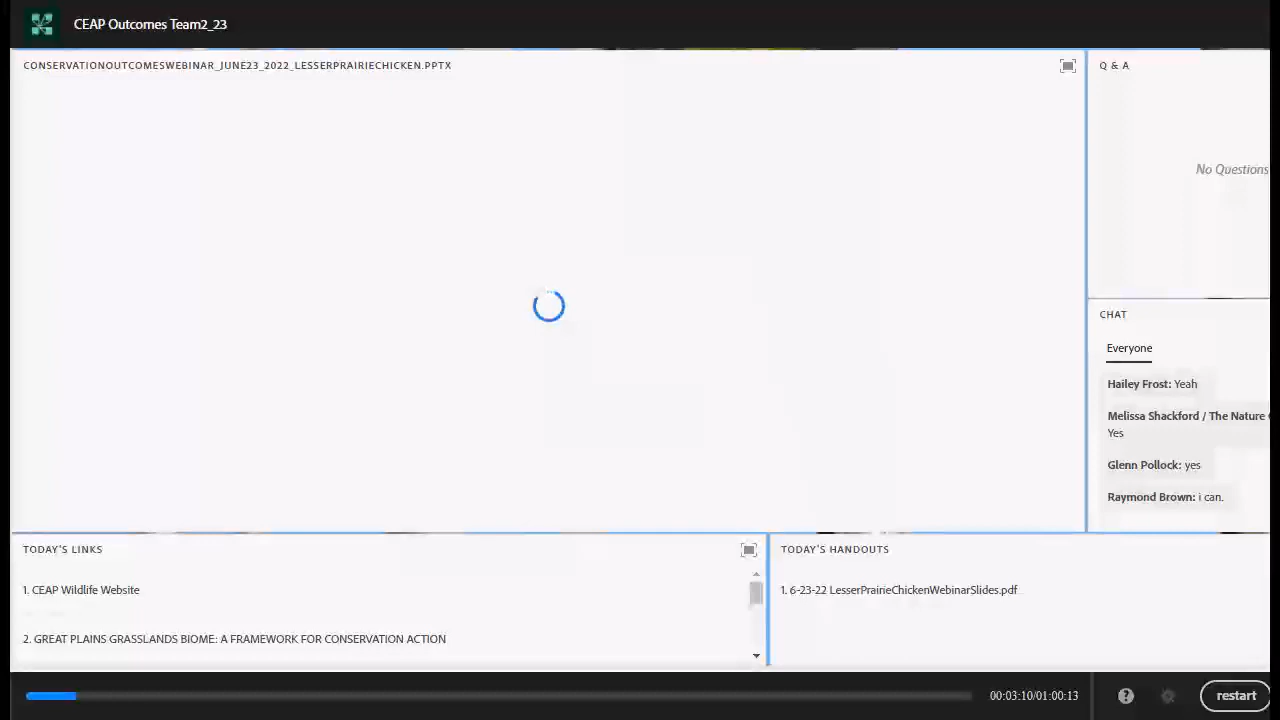 CEAP Outcomes Team2_23
CONSERVATIONOUTCOMESWEBINAR_JUNE23_2022_LESSERPRAIRIECHICKEN.PPTX
Q & A
No Questions
CHAT
Everyone
Hailey Frost: Yeah
Melissa Shackford / The Nature
Yes
Glenn Pollock: yes
Raymond Brown: i can.
TODAY'S LINKS
1. CEAP Wildlife Website
2. GREAT PLAINS GRASSLANDS BIOME: A FRAMEWORK FOR CONSERVATION ACTION
TODAY'S HANDOUTS
1. 6-23-22 LesserPrairieChickenWebinarSlides.pdf
00:03:10/01:00:13
?
restart